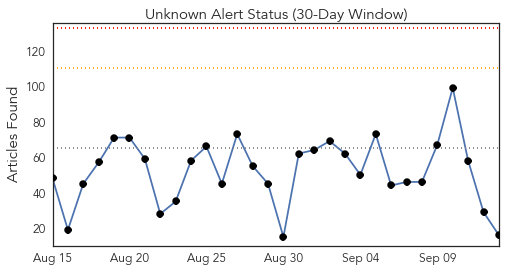 Unknown Alert Status (30-Day Window)
Articles Found
120
100
80
60
40
20
Aug 15 Aug 20 Aug 25 Aug 30 Sep 04 Sep 09